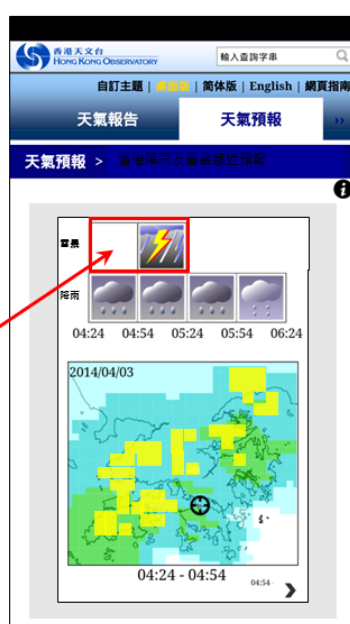 香港天文台
HONG KONG OBSERVATORY
輸入查詢字串
自訂主題 | 桌面版 | 简体版 | English | 網頁指南
天氣報告
天氣預報
››
天氣預報 >
雷暴
降雨
04:24 04:54 05:24 05:54 06:24
2014/04/03
04:24 - 04:54
04:54 -